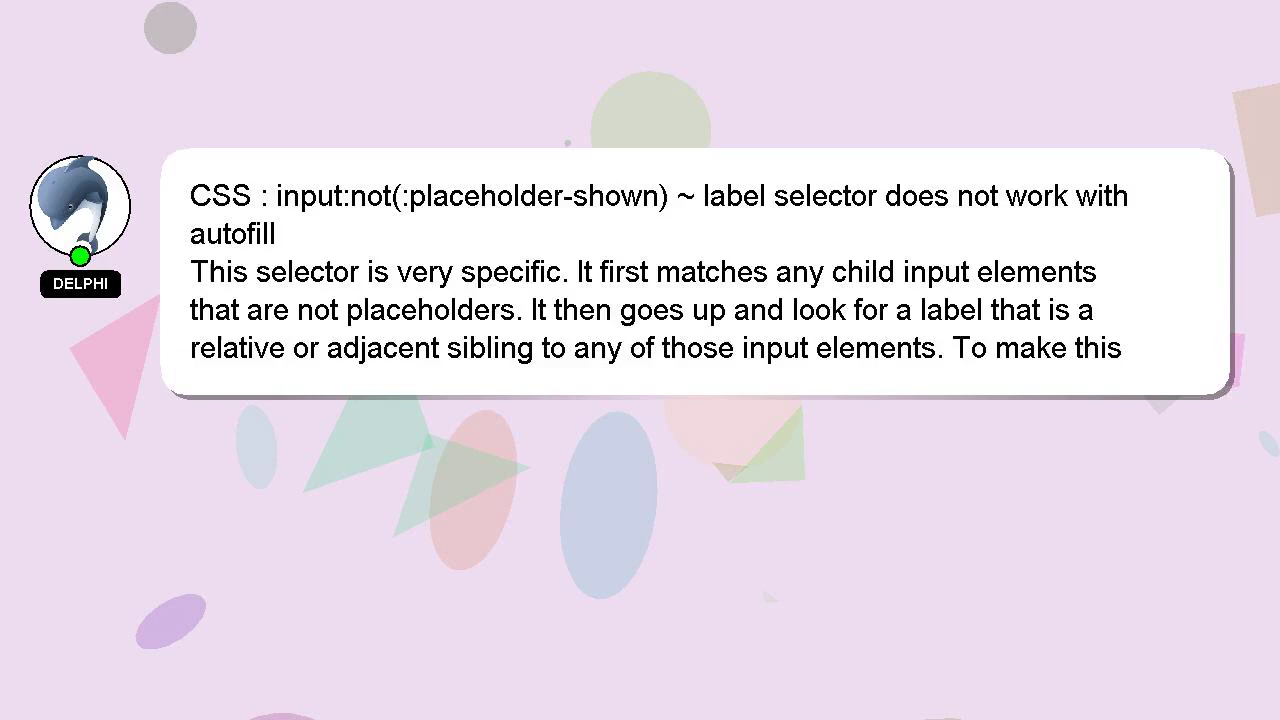 CSS : input:not(:placeholder-shown) ~ label selector does not work with
autofill
This selector is very specific. It first matches any child input elements
that are not placeholders. It then goes up and look for a label that is a
relative or adjacent sibling to any of those input elements. To make this
DELPHI